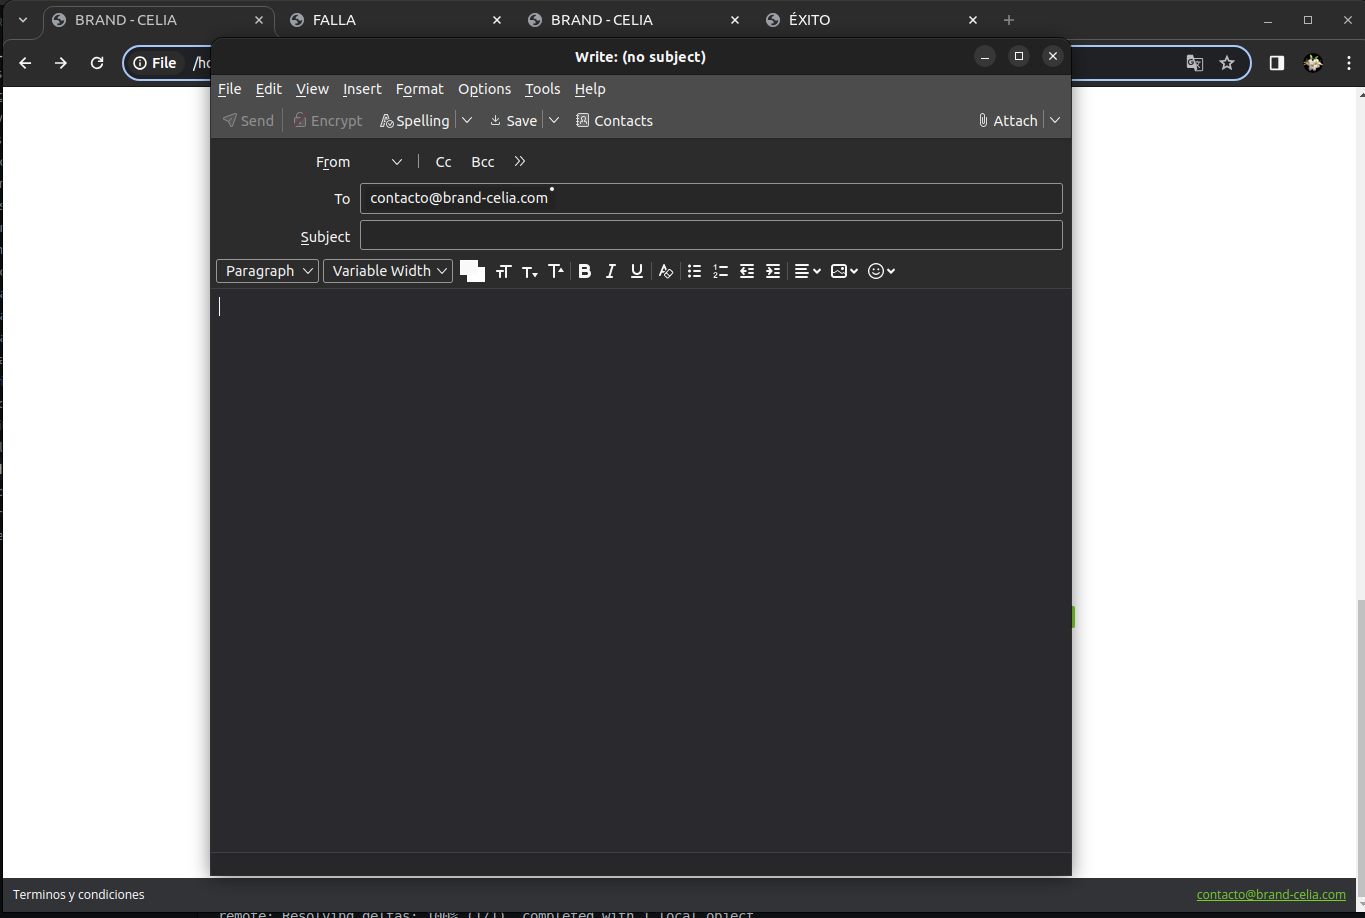 BRAND - CELIA
FALLA
BRAND - CELIA
ÉXITO
File
Write: (no subject)
File Edit View Insert Format Options Tools Help
Send Encrypt Spelling Save Contacts Attach
From Cc Bcc
To contacto@brand-celia.com
Subject
Paragraph Variable Width
Terminos y condiciones
contacto@brand-celia.com
remote: Resolving deltas: 100% (1/1), completed with 1 local object